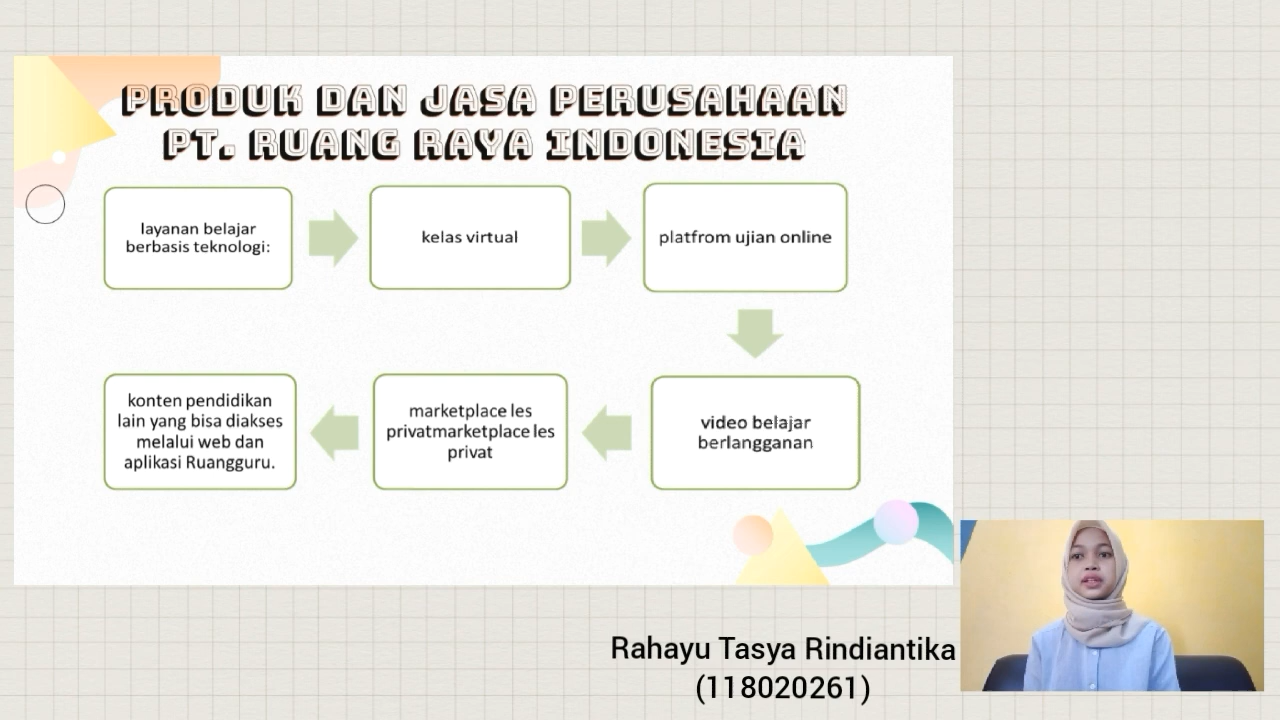 PRODUK DAN JASA PERUSAHAAN
PT. RUANG RAYA INDONESIA
layanan belajar
berbasis teknologi:
kelas virtual
platfrom ujian online
video belajar
berlangganan
marketplace les
privatmarketplace les
privat
konten pendidikan
lain yang bisa diakses
melalui web dan
aplikasi Ruangguru.
Rahayu Tasya Rindiantika
(118020261)